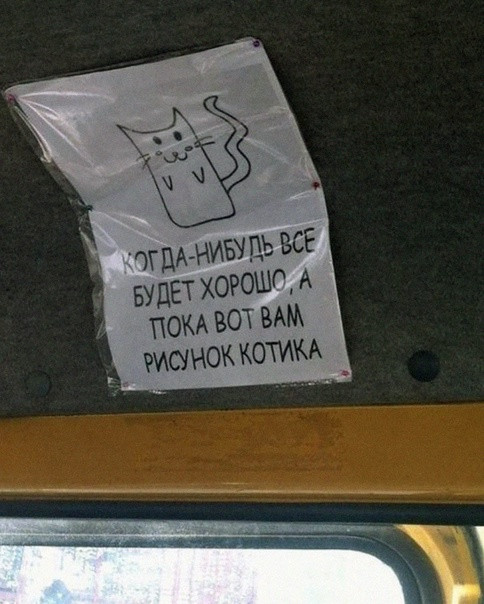 КОГДА-НИБУДЬ ВСЕ
БУДЕТ ХОРОШО, А
ПОКА ВОТ ВАМ
РИСУНОК КОТИКА